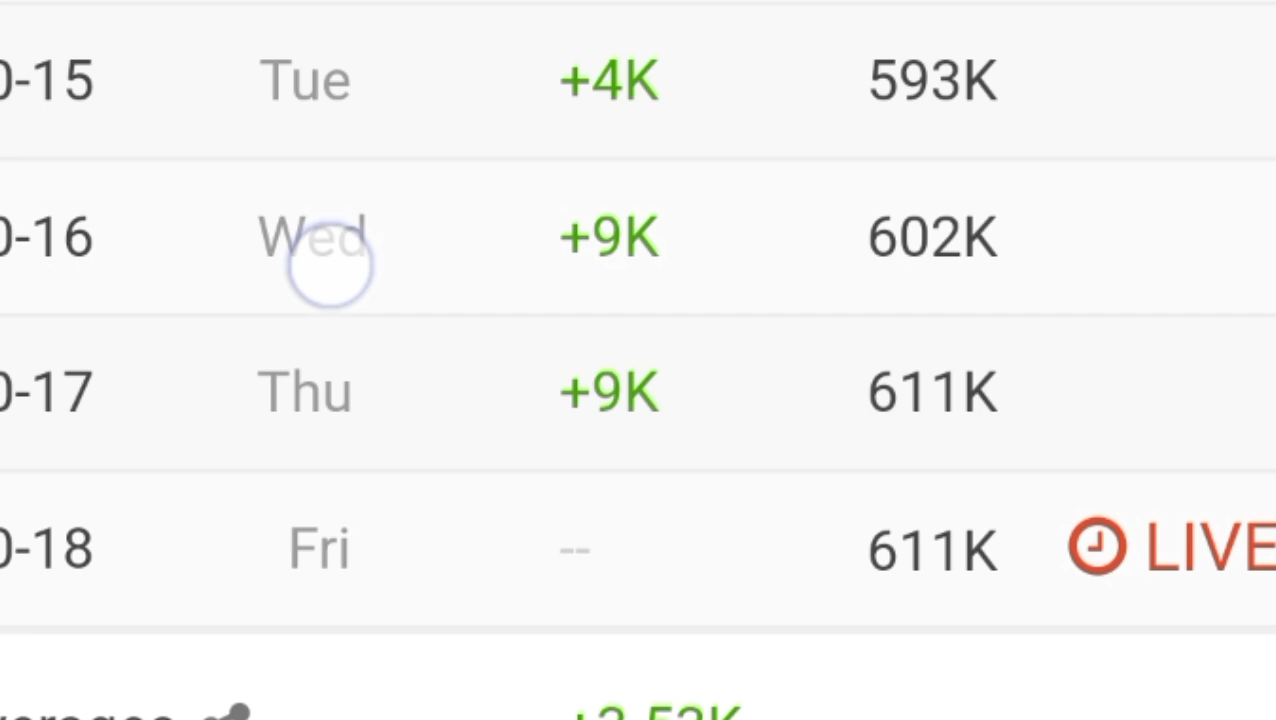 0-15 Tue +4K 593K
0-16 Wed +9K 602K
0-17 Thu +9K 611K
0-18 Fri -- 611K LIVE